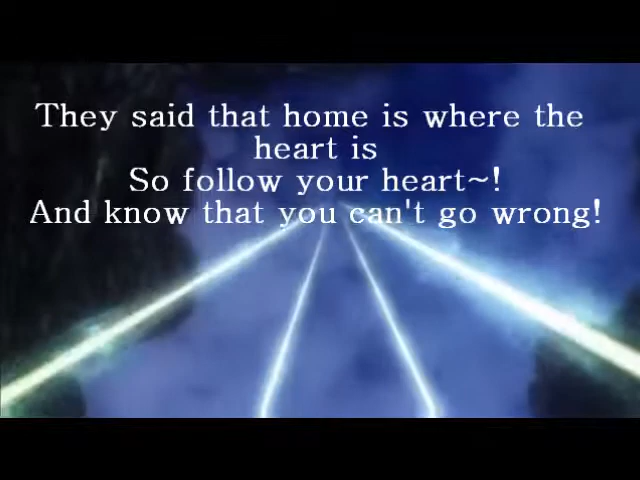 They said that home is where the
heart is
So follow your heart~!
And know that you can't go wrong!